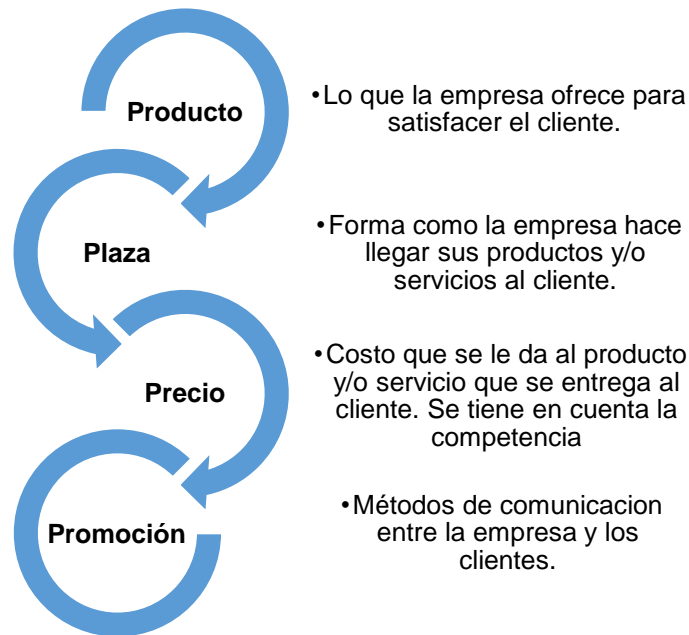 Producto
•Lo que la empresa ofrece para
satisfacer el cliente.
Plaza
•Forma como la empresa hace
llegar sus productos y/o
servicios al cliente.
Precio
•Costo que se le da al producto
y/o servicio que se entrega al
cliente. Se tiene en cuenta la
competencia
Promoción
•Métodos de comunicacion
entre la empresa y los
clientes.